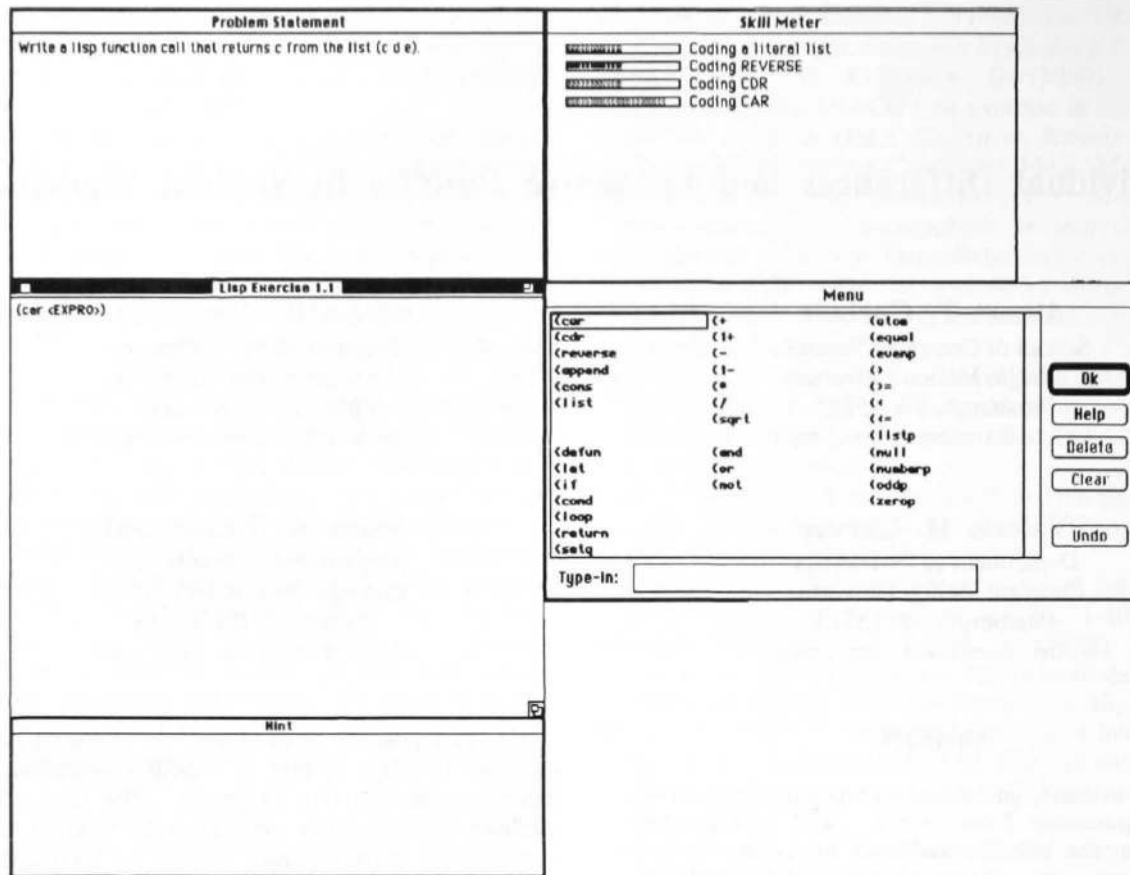 Problem Statement
Write a lisp function call that returns c from the list (c d e).
Skill Meter
Coding a literal list
Coding REVERSE
Coding CDR
Coding CAR
Lisp Exercise 1.1
(car <EXPR0>)
Menu
(car
(cdr
(reverse
(append
(cons
(list
(defun
(let
(if
(cond
(loop
(return
(setq
(+
(1+
(-
(1-
(*
(/
(sqrt
(and
(or
(not
(atom
(equal
(evenp
(>
(>=
(<
(<=
(listp
(null
(numberp
(oddp
(zerop
Ok
Help
Delete
Clear
Undo
Type-in:
Hint